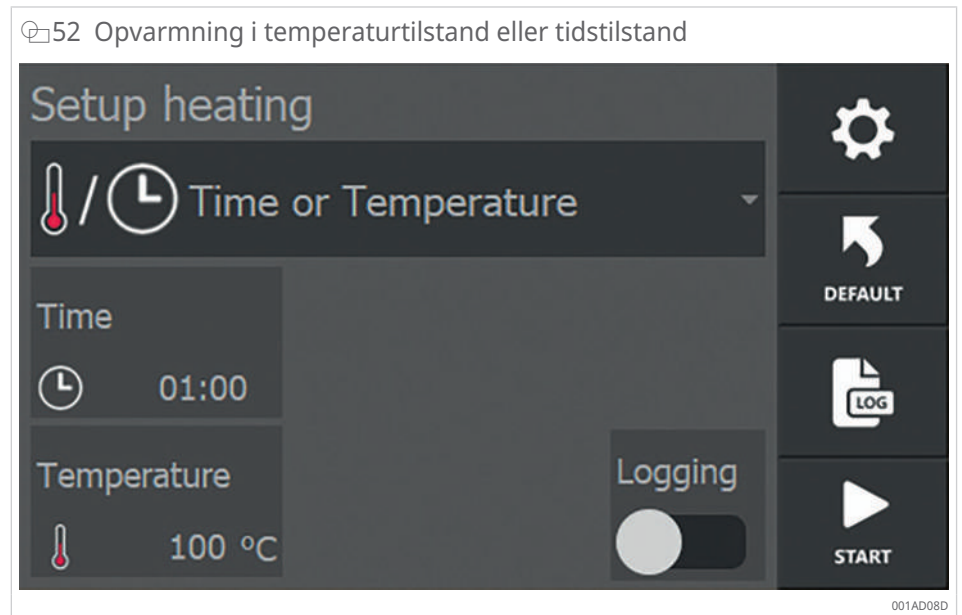 52 Opvarmning i temperaturtilstand eller tidstilstand
Setup heating
/ Time or Temperature
DEFAULT
Time
01:00
LOG
Temperature
100 °C
Logging
START
001AD08D